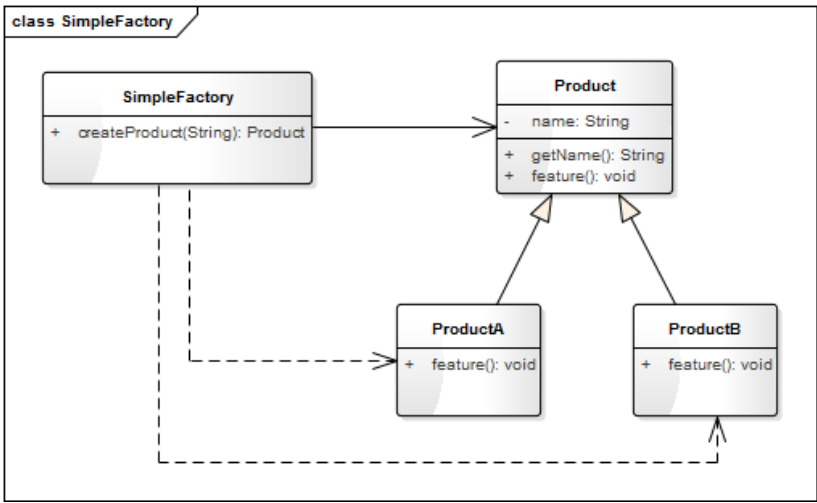 class SimpleFactory
SimpleFactory
+ createProduct(String): Product
Product
- name: String
+ getName(): String
+ feature(): void
ProductA
+ feature(): void
ProductB
+ feature(): void